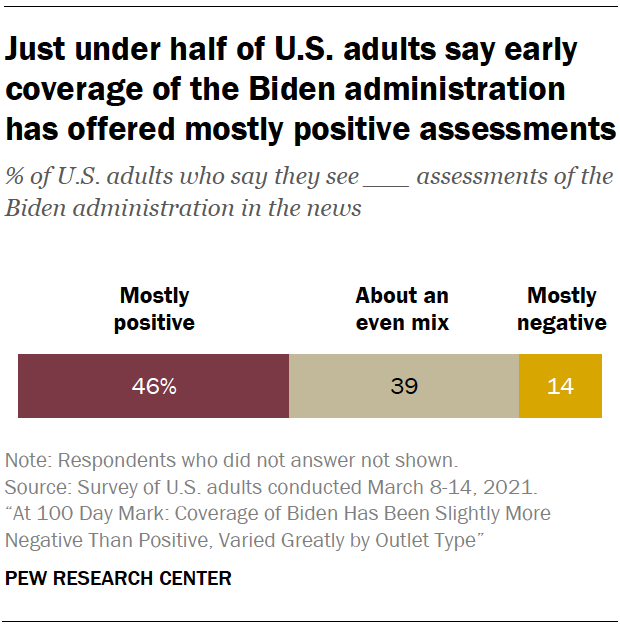 Just under half of U.S. adults say early
coverage of the Biden administration
has offered mostly positive assessments
% of U.S. adults who say they see ____ assessments of the
Biden administration in the news
Mostly
positive
About an
even mix
Mostly
negative
46%
39
14
Note: Respondents who did not answer not shown.
Source: Survey of U.S. adults conducted March 8-14, 2021.
“At 100 Day Mark: Coverage of Biden Has Been Slightly More
Negative Than Positive, Varied Greatly by Outlet Type”
PEW RESEARCH CENTER